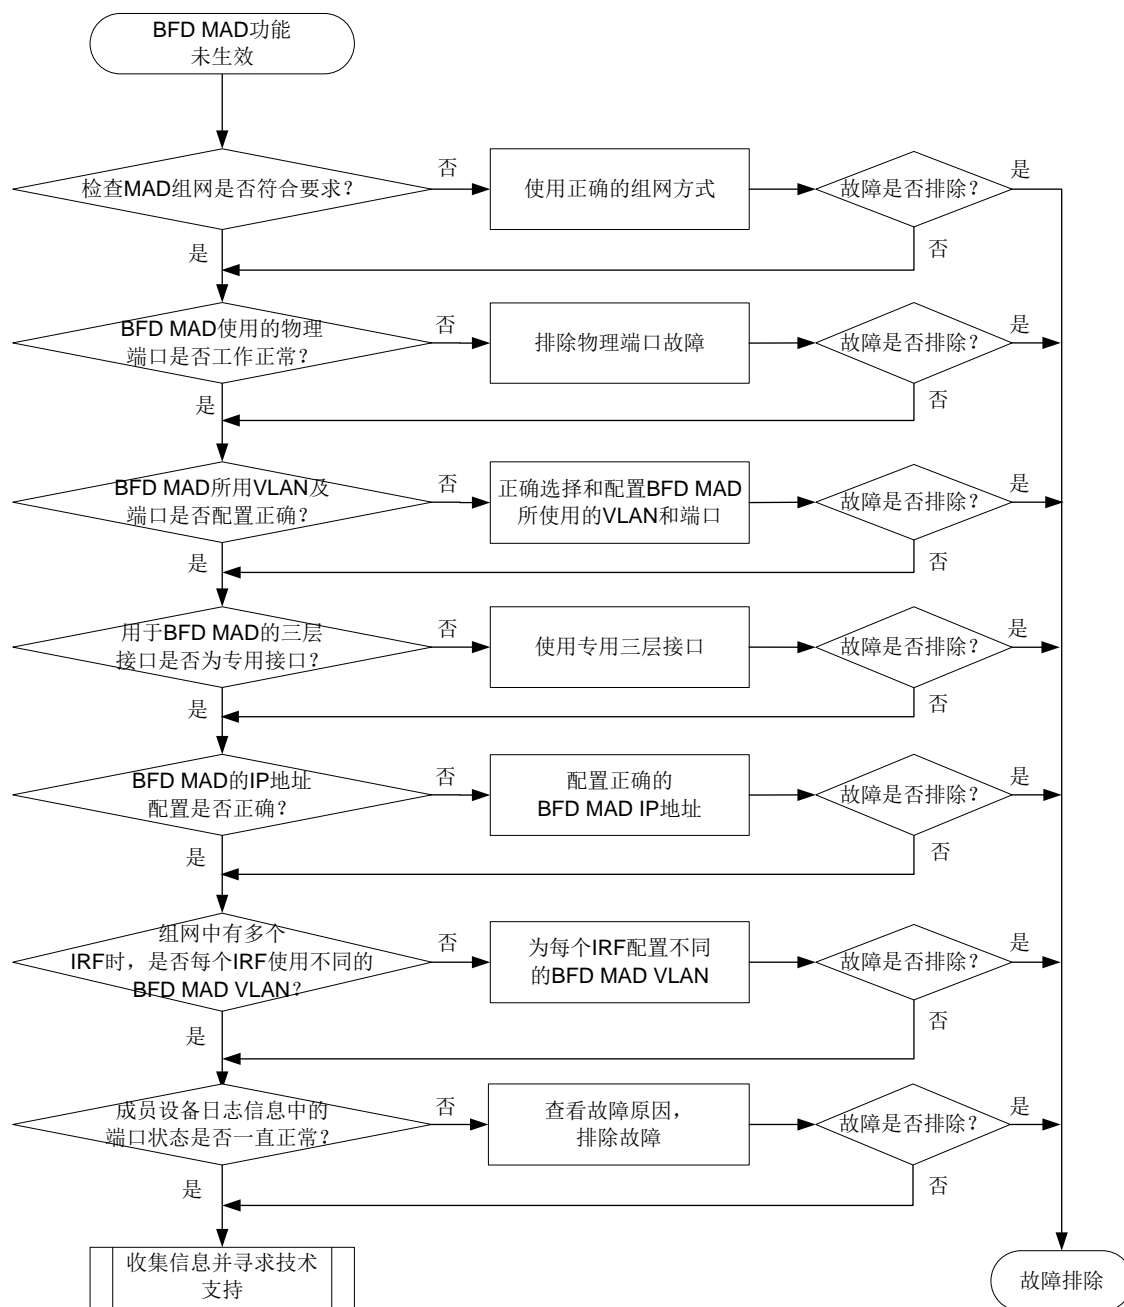 BFD MAD功能
未生效
检查MAD组网是否符合要求？
否
使用正确的组网方式
故障是否排除？
是
是
否
BFD MAD使用的物理
端口是否工作正常？
否
排除物理端口故障
故障是否排除？
是
是
否
BFD MAD所用VLAN及
端口是否配置正确？
否
正确选择和配置BFD MAD
所使用的VLAN和端口
故障是否排除？
是
是
否
用于BFD MAD的三层
接口是否为专用接口？
否
使用专用三层接口
故障是否排除？
是
是
否
BFD MAD的IP地址
配置是否正确？
否
配置正确的
BFD MAD IP地址
故障是否排除？
是
是
否
组网中有多个
IRF时，是否每个IRF使用不同的
BFD MAD VLAN？
否
为每个IRF配置不同
的BFD MAD VLAN
故障是否排除？
是
是
否
成员设备日志信息中的
端口状态是否一直正常？
否
查看故障原因，
排除故障
故障是否排除？
是
是
否
收集信息并寻求技术
支持
故障排除